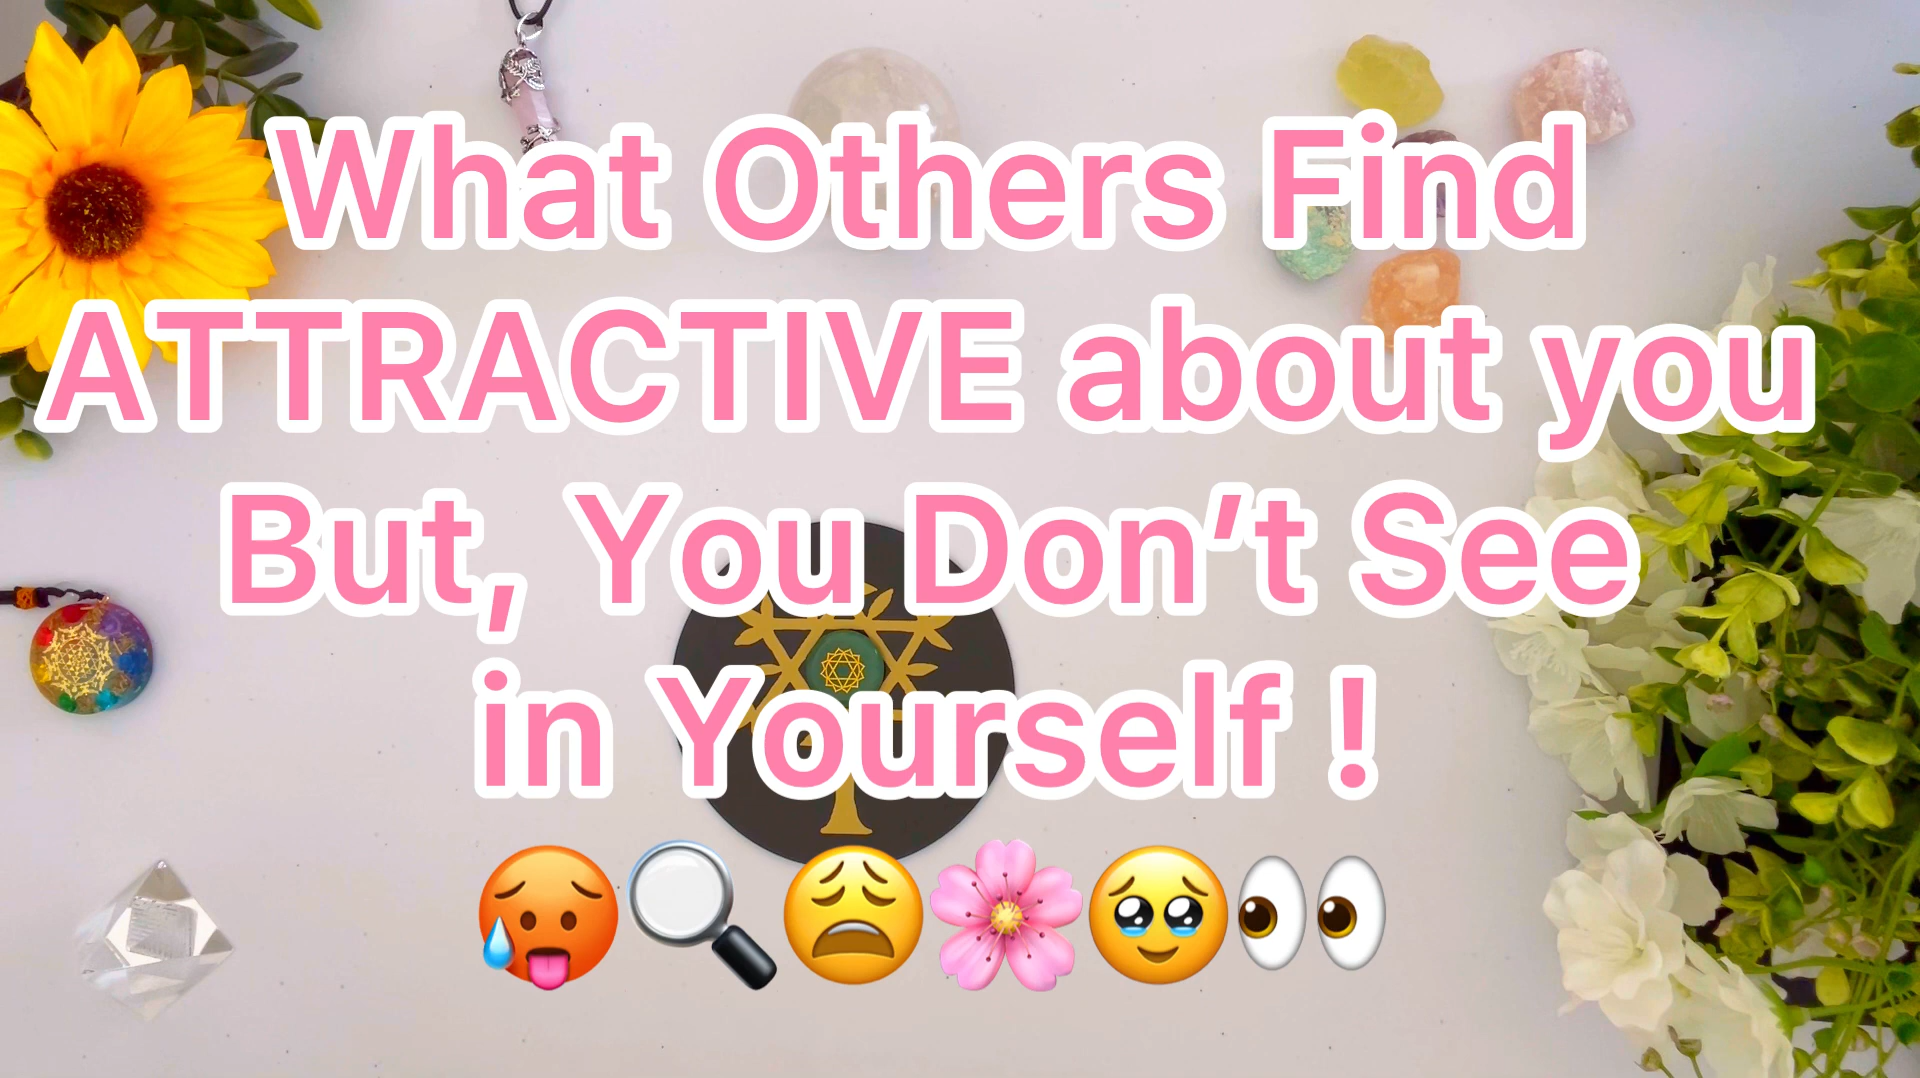 What Others Find
ATTRACTIVE about you
But, You Don’t See
in Yourself !